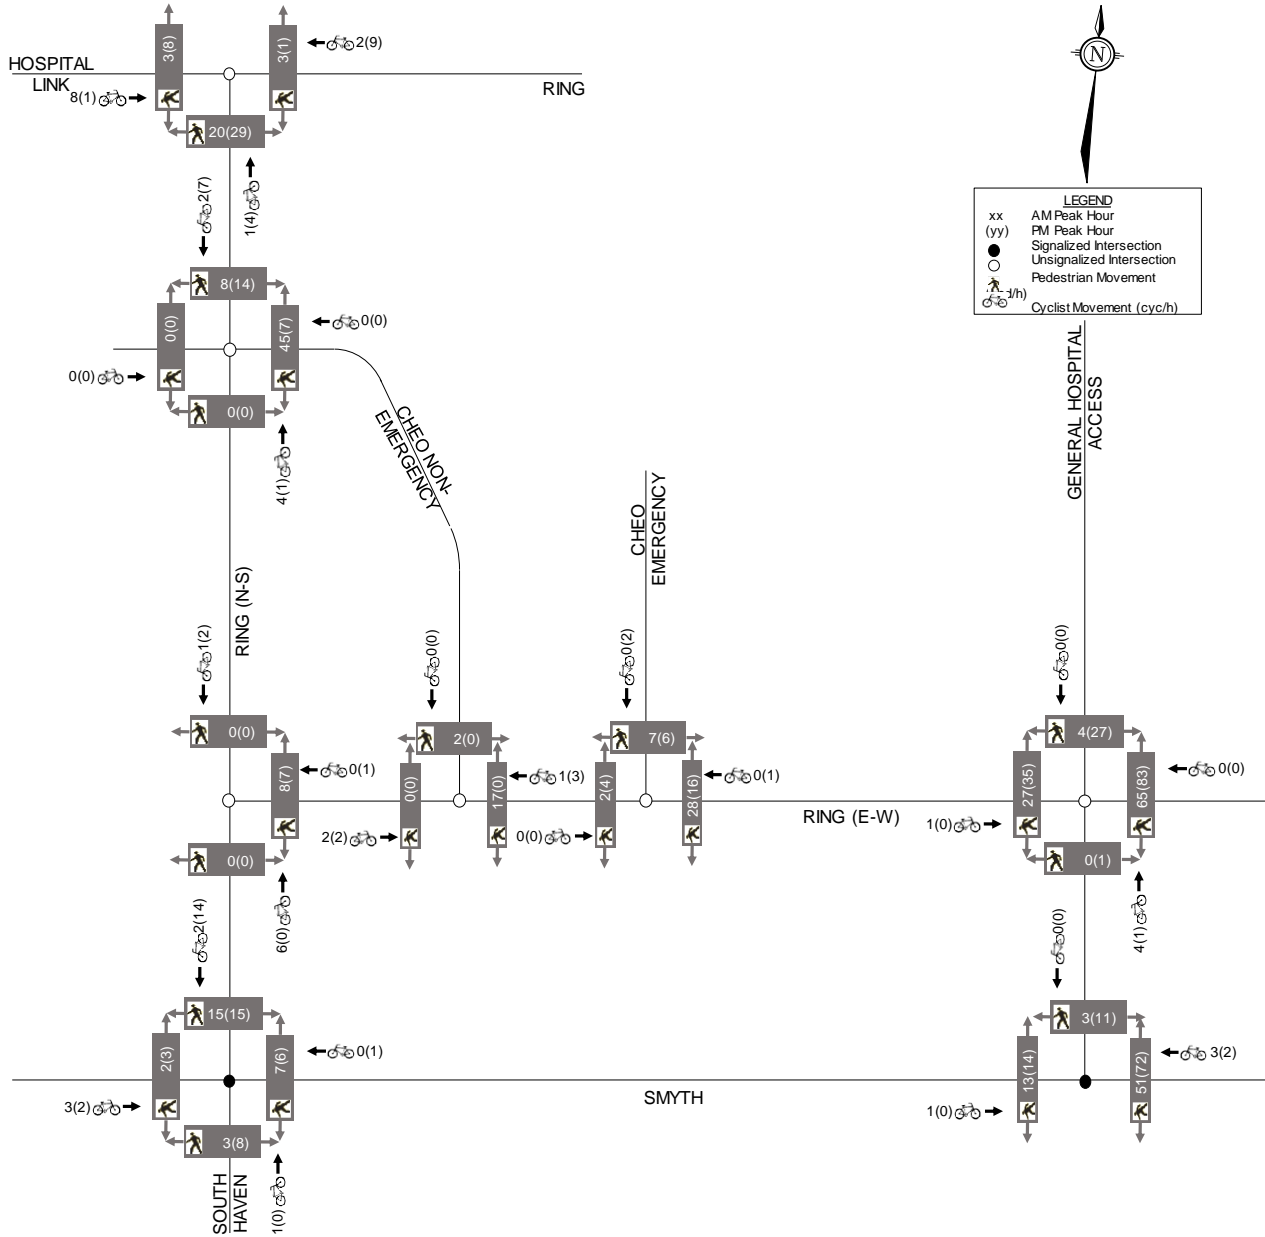 3(8)
3(1)
2(9)
HOSPITAL
LINK
RING
8(1)
20(29)
N
2(7)
1(4)
LEGEND
xx AM Peak Hour
(yy) PM Peak Hour
Signalized Intersection
Unsignalized Intersection
Pedestrian Movement
d/h)
Cyclist Movement (cyc/h)
8(14)
0(0)
45(7)
0(0)
0(0)
0(0)
4(1)
CHEO NON-
EMERGENCY
GENERAL HOSPITAL
ACCESS
CHEO
EMERGENCY
RING (N-S)
1(2)
0(0)
0(2)
0(0)
0(0)
2(0)
7(6)
4(27)
8(7)
0(1)
0(0)
17(0)
1(3)
2(4)
28(16)
0(1)
27(35)
65(83)
0(0)
RING (E-W)
2(2)
0(0)
1(0)
0(0)
0(1)
6(0)
4(1)
2(14)
0(0)
15(15)
3(11)
2(3)
7(6)
0(1)
13(14)
51(72)
3(2)
SMYTH
3(2)
1(0)
3(8)
SOUTH
HAVEN
1(0)